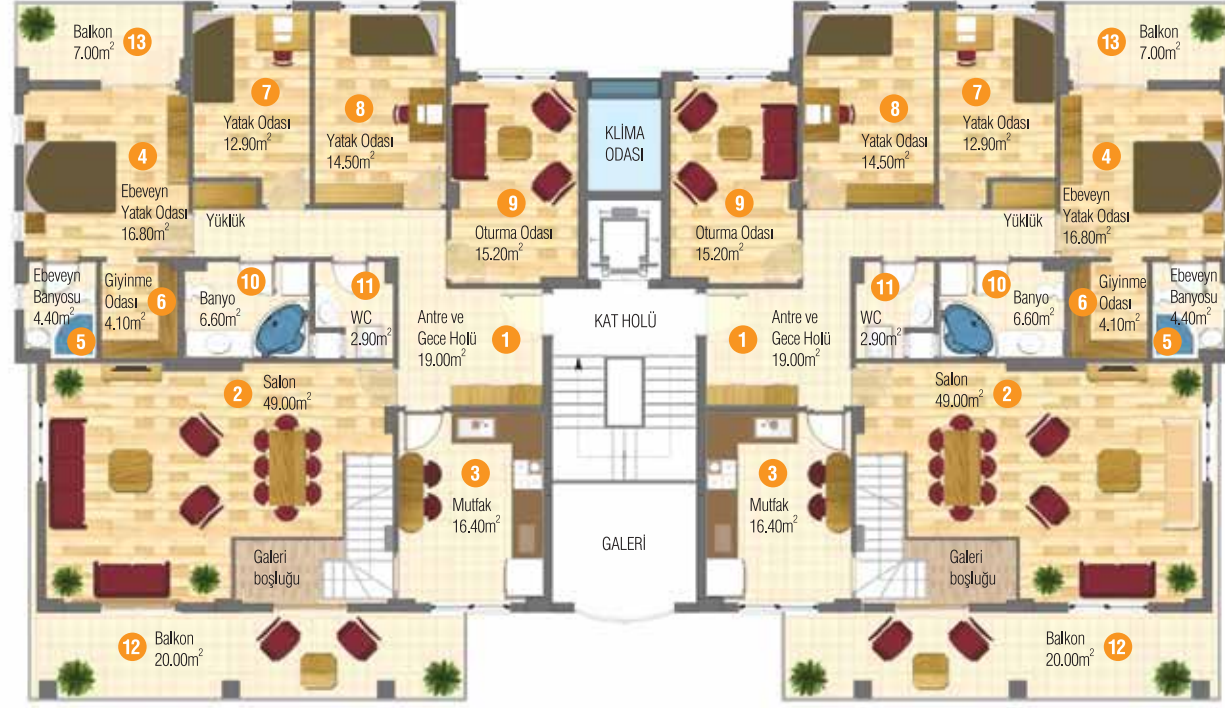 Balkon
7.00m²
13
7
Yatak Odası
12.90m²
8
Yatak Odası
14.50m²
4
Ebeveyn
Yatak Odası
16.80m²
Yüklük
9
Oturma Odası
15.20m²
KLİMA
ODASI
9
Oturma Odası
15.20m²
8
Yatak Odası
14.50m²
7
Yatak Odası
12.90m²
13
Balkon
7.00m²
4
Ebeveyn
Yatak Odası
16.80m²
Yüklük
Ebeveyn
Banyosu
4.40m²
5
Giyinme
Odası
4.10m²
6
10
Banyo
6.60m²
11
WC
2.90m²
Antre ve
Gece Holü
19.00m²
1
KAT HOLÜ
1
Antre ve
Gece Holü
19.00m²
11
WC
2.90m²
10
Banyo
6.60m²
6
Giyinme
Odası
4.10m²
Ebeveyn
Banyosu
4.40m²
5
2
Salon
49.00m²
3
Mutfak
16.40m²
Galeri
boşluğu
GALERİ
3
Mutfak
16.40m²
Salon
49.00m²
2
Galeri
boşluğu
12
Balkon
20.00m²
Balkon
20.00m²
12